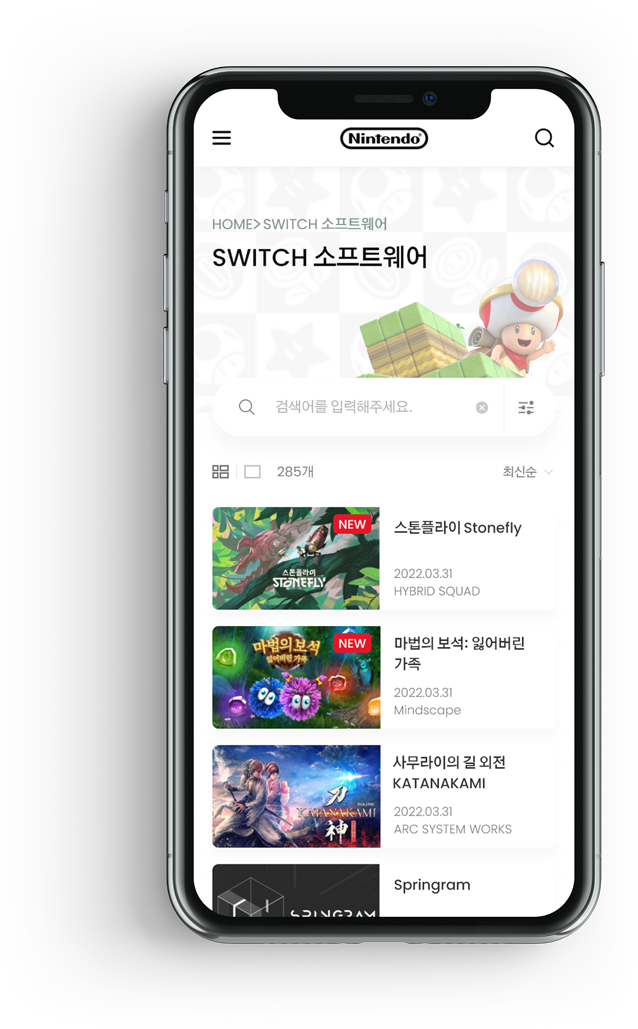 Nintendo
HOME> SWITCH 소프트웨어
SWITCH 소프트웨어
검색어를 입력해주세요.
285개
최신순
NEW
스톤플라이
STONEFLY
스톤플라이 Stonefly
2022.03.31
HYBRID SQUAD
마법의 보석
잃어버린 가족
NEW
마법의 보석: 잃어버린
가족
2022.03.31
Mindscape
刀
KATANAKAMI
神
사무라이의 길 외전
KATANAKAMI
2022.03.31
ARC SYSTEM WORKS
SPRINGRAM
Springram